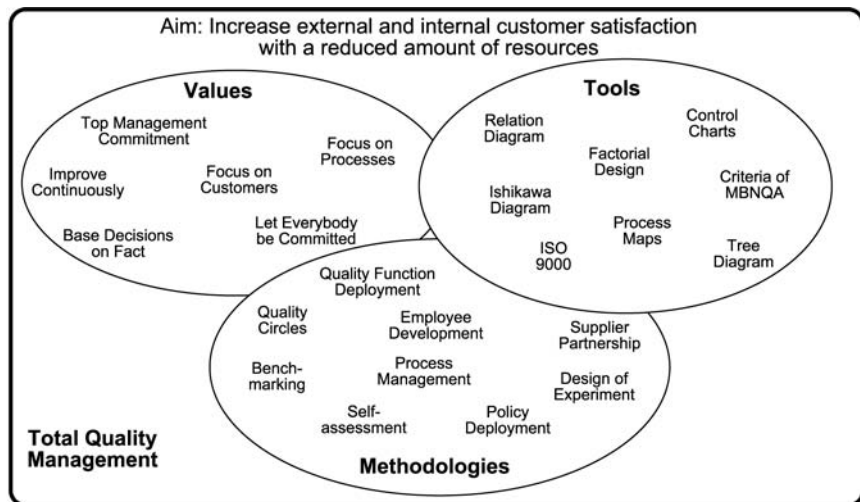 Aim: Increase external and internal customer satisfaction
with a reduced amount of resources
Values
Top Management
Commitment
Focus on
Processes
Improve
Continuously
Focus on
Customers
Base Decisions
on Fact
Let Everybody
be Committed
Tools
Relation
Diagram
Control
Charts
Factorial
Design
Ishikawa
Diagram
Criteria of
MBNQA
Process
Maps
ISO
9000
Tree
Diagram
Quality Function
Deployment
Quality
Circles
Employee
Development
Supplier
Partnership
Bench-
marking
Process
Management
Design of
Experiment
Self-
assessment
Policy
Deployment
Methodologies
Total Quality
Management